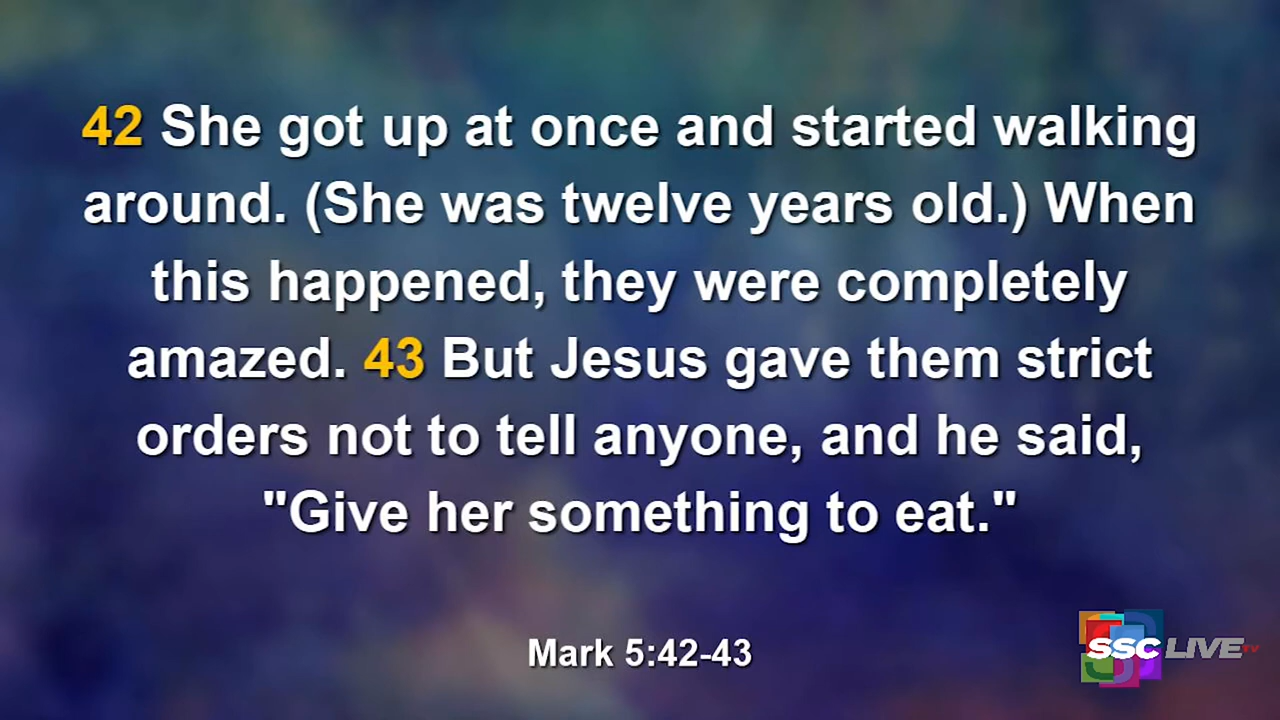 42 She got up at once and started walking
around. (She was twelve years old.) When
this happened, they were completely
amazed. 43 But Jesus gave them strict
orders not to tell anyone, and he said,
"Give her something to eat."
Mark 5:42-43
SSC LIVE TV